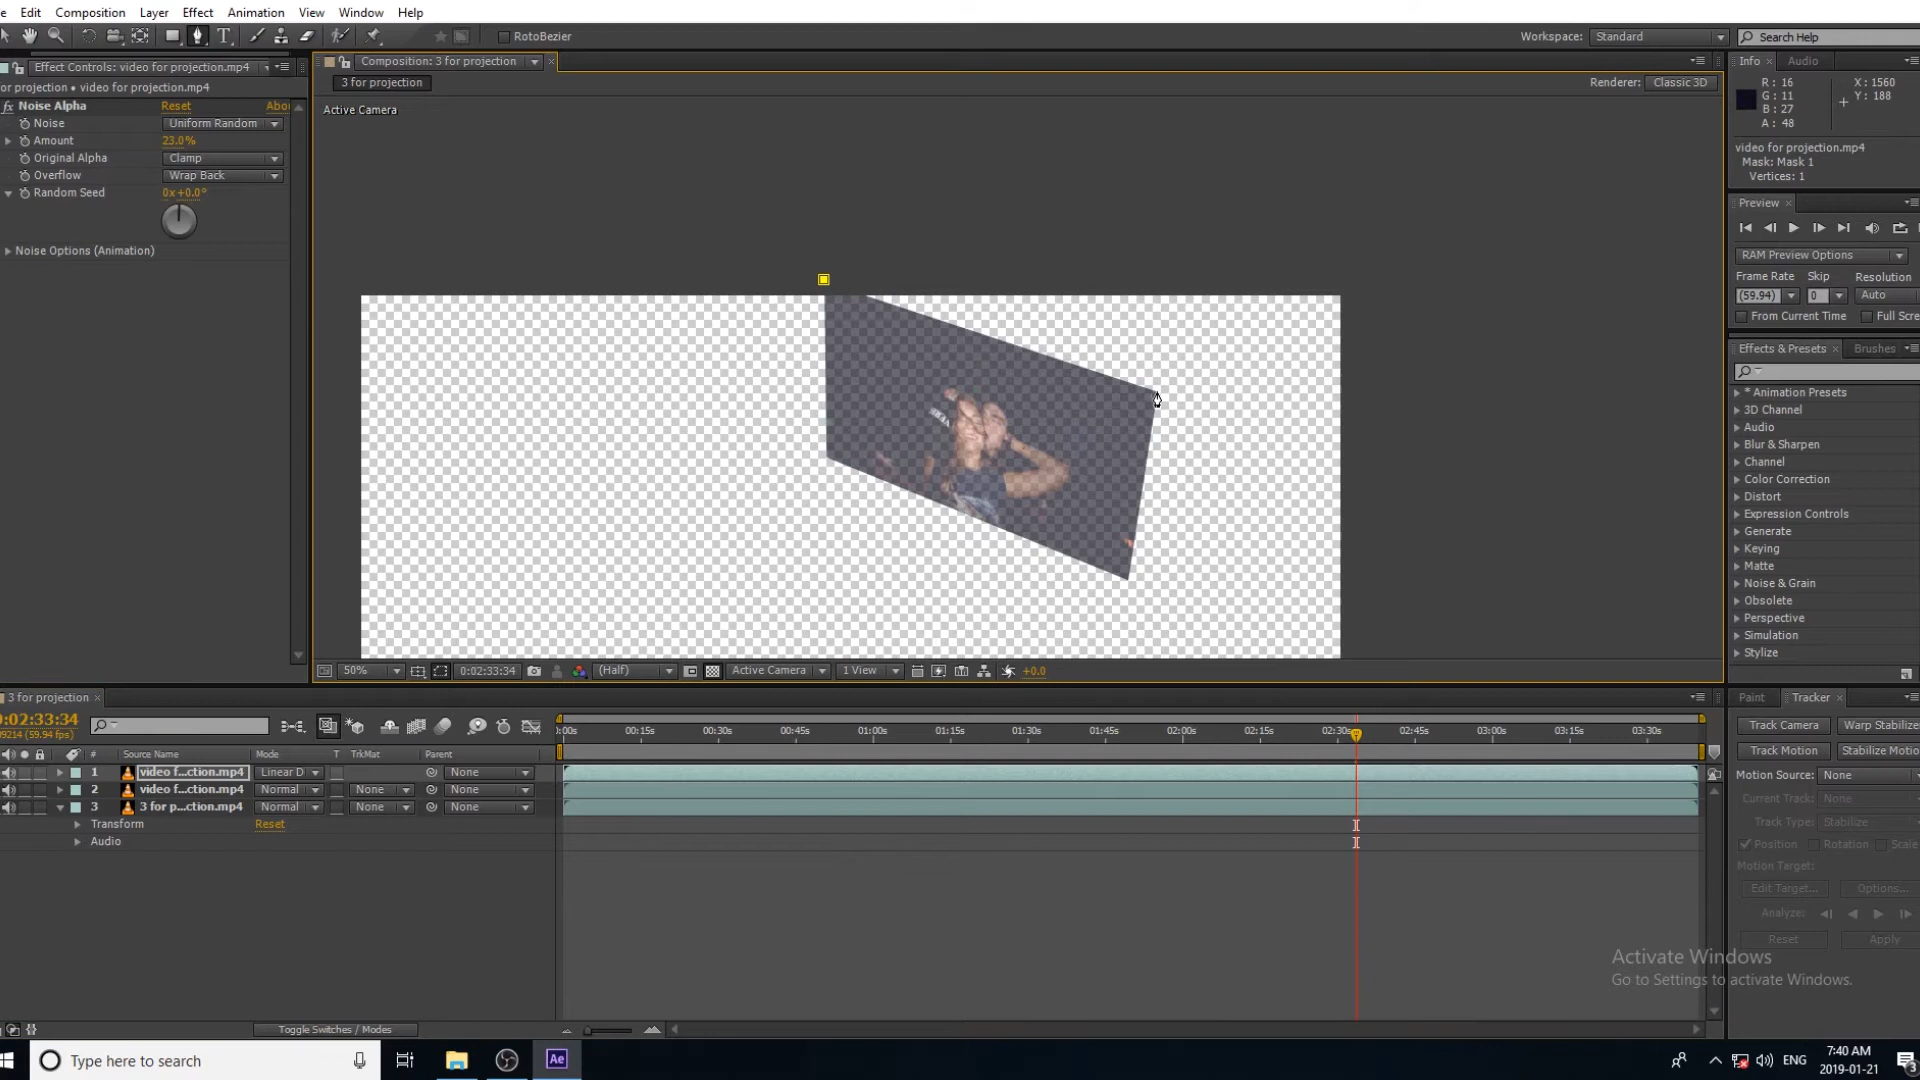 Edit Composition Layer Effect Animation View Window Help
RotoBezier
Workspace: Standard
Search Help
Effect Controls: video for projection.mp4
Composition: 3 for projection
Info Audio
or projection • video for projection.mp4
3 for projection
Renderer: Classic 3D
Active Camera
R : 16
G : 11
B : 27
A : 48
X : 1560
Y : 188
fx Noise Alpha Reset Abou
Noise Uniform Random
Amount 23.0%
Original Alpha Clamp
Overflow Wrap Back
Random Seed 0x+0.0°
Noise Options (Animation)
video for projection.mp4
Mask: Mask 1
Vertices: 1
Preview
RAM Preview Options
Frame Rate Skip Resolution
(59.94) 0 Auto
From Current Time Full Scre
Effects & Presets Brushes
* Animation Presets
3D Channel
Audio
Blur & Sharpen
Channel
Color Correction
Distort
Expression Controls
Generate
Keying
Matte
Noise & Grain
Obsolete
Perspective
Simulation
Stylize
50% 0:02:33:34 (Half) Active Camera 1 View +0.0
3 for projection
0:02:33:34
09214 (59.94 fps)
:00s 00:15s 00:30s 00:45s 01:00s 01:15s 01:30s 01:45s 02:00s 02:15s 02:30s 02:45s 03:00s 03:15s 03:30s
# Source Name Mode T TrkMat Parent
1 video f...ction.mp4 Linear D None
2 video f...ction.mp4 Normal None None
3 3 for p...ction.mp4 Normal None None
Transform Reset
Audio
Toggle Switches / Modes
Paint Tracker
Track Camera Warp Stabilize
Track Motion Stabilize Motio
Motion Source: None
Current Track: None
Track Type: Stabilize
Position Rotation Scale
Motion Target:
Edit Target... Options...
Analyze:
Reset Apply
Activate Windows
Go to Settings to activate Windows.
Type here to search
Ae
ENG
7:40 AM
2019-01-21
3